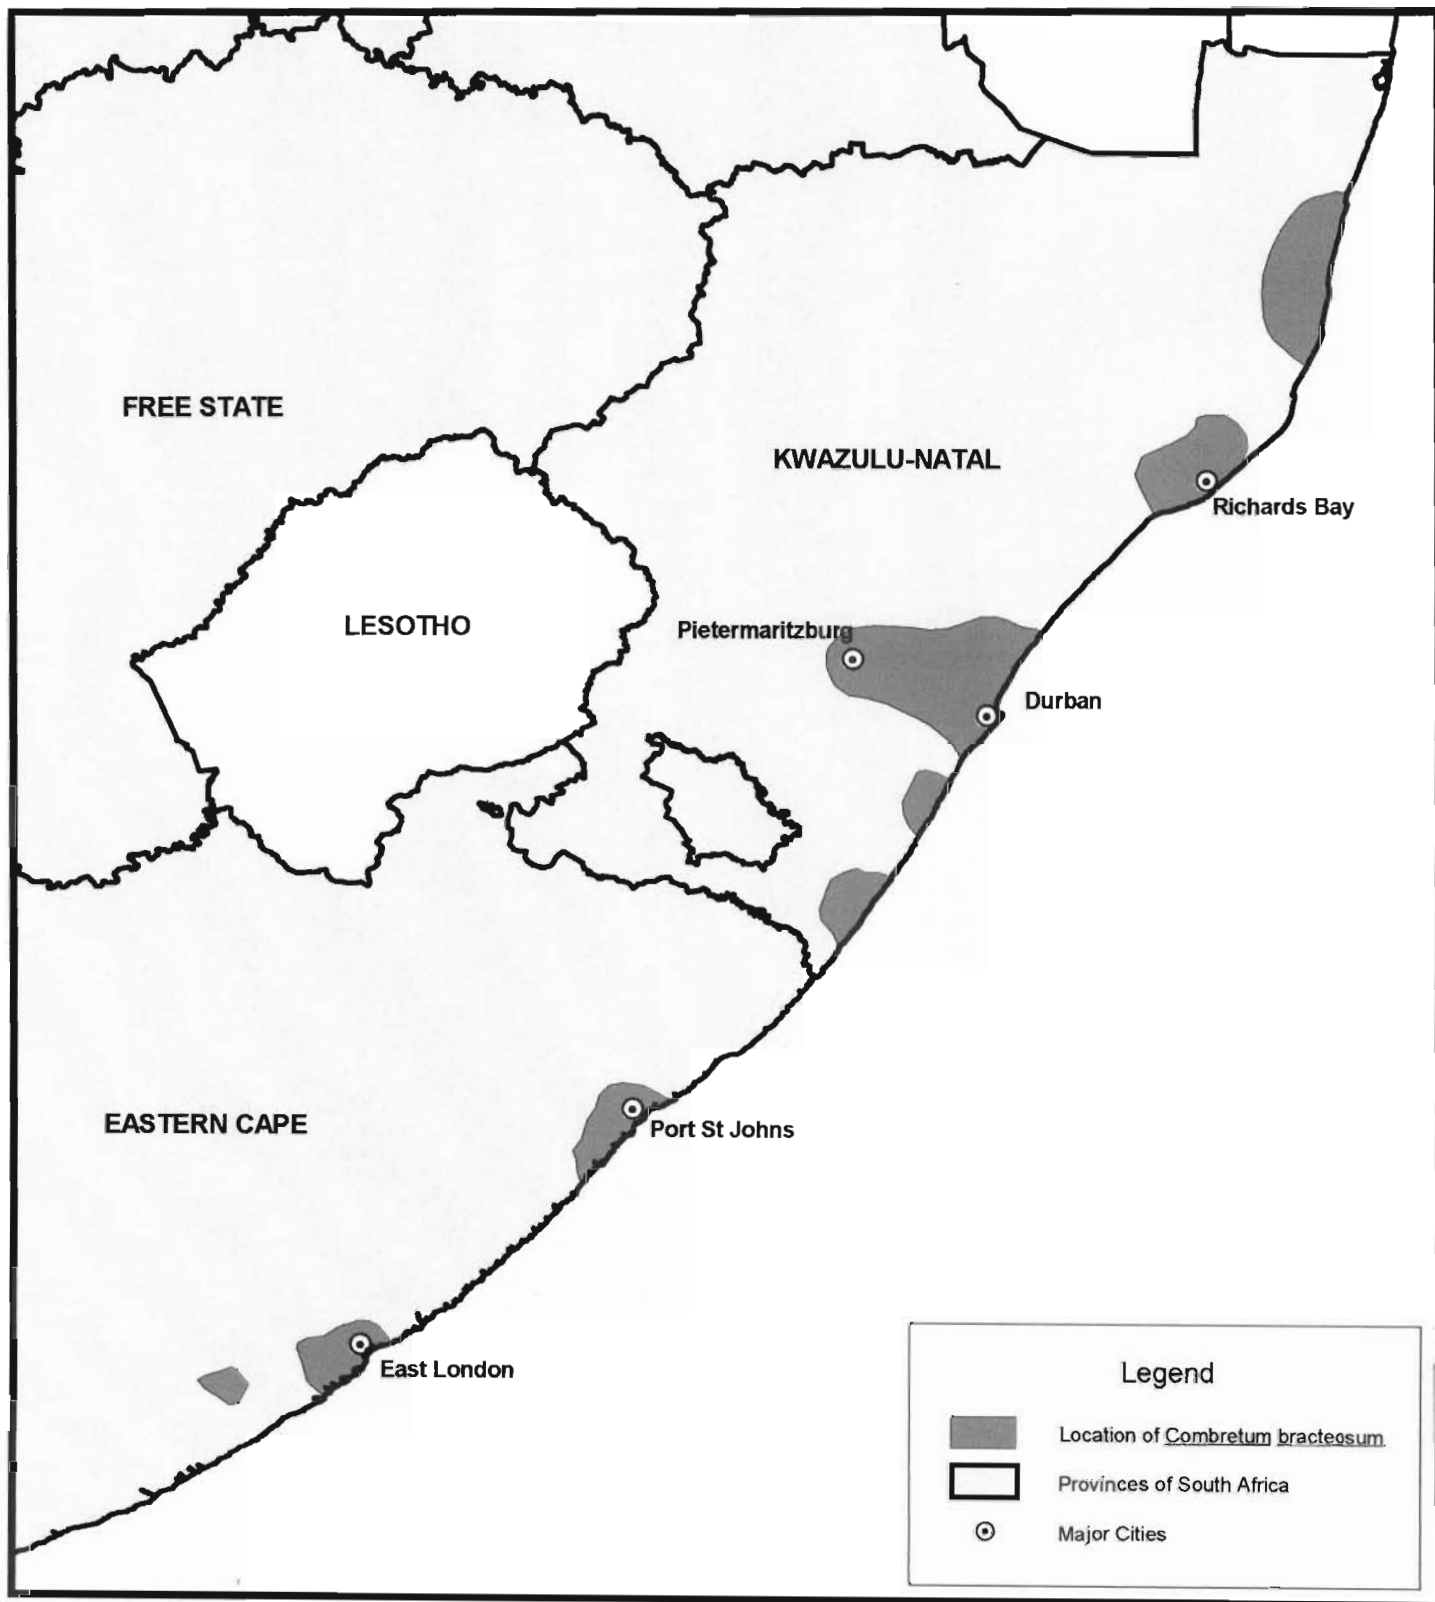 FREE STATE
KWAZULU-NATAL
Richards Bay
LESOTHO
Pietermaritzburg
Durban
EASTERN CAPE
Port St Johns
East London
Legend
Location of Combretum bracteosum
Provinces of South Africa
Major Cities